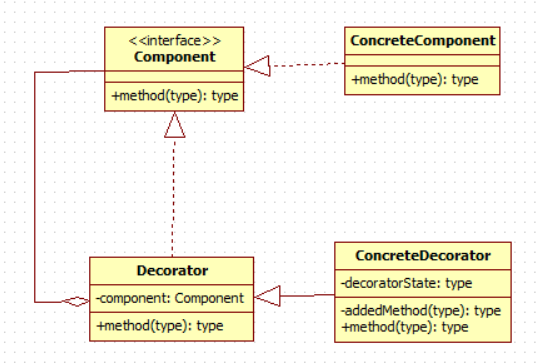 <<interface>>
Component
+method(type): type
ConcreteComponent
+method(type): type
Decorator
-component: Component
+method(type): type
ConcreteDecorator
-decoratorState: type
-addedMethod(type): type
+method(type): type